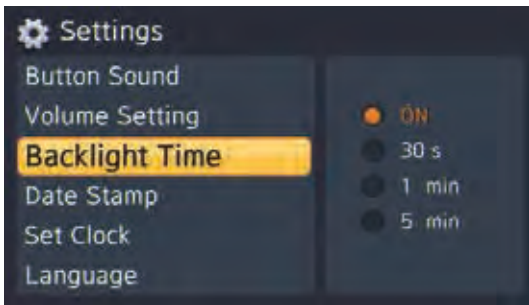 Settings
Button Sound
Volume Setting
Backlight Time
Date Stamp
Set Clock
Language
ON
30 s
1 min
5 min